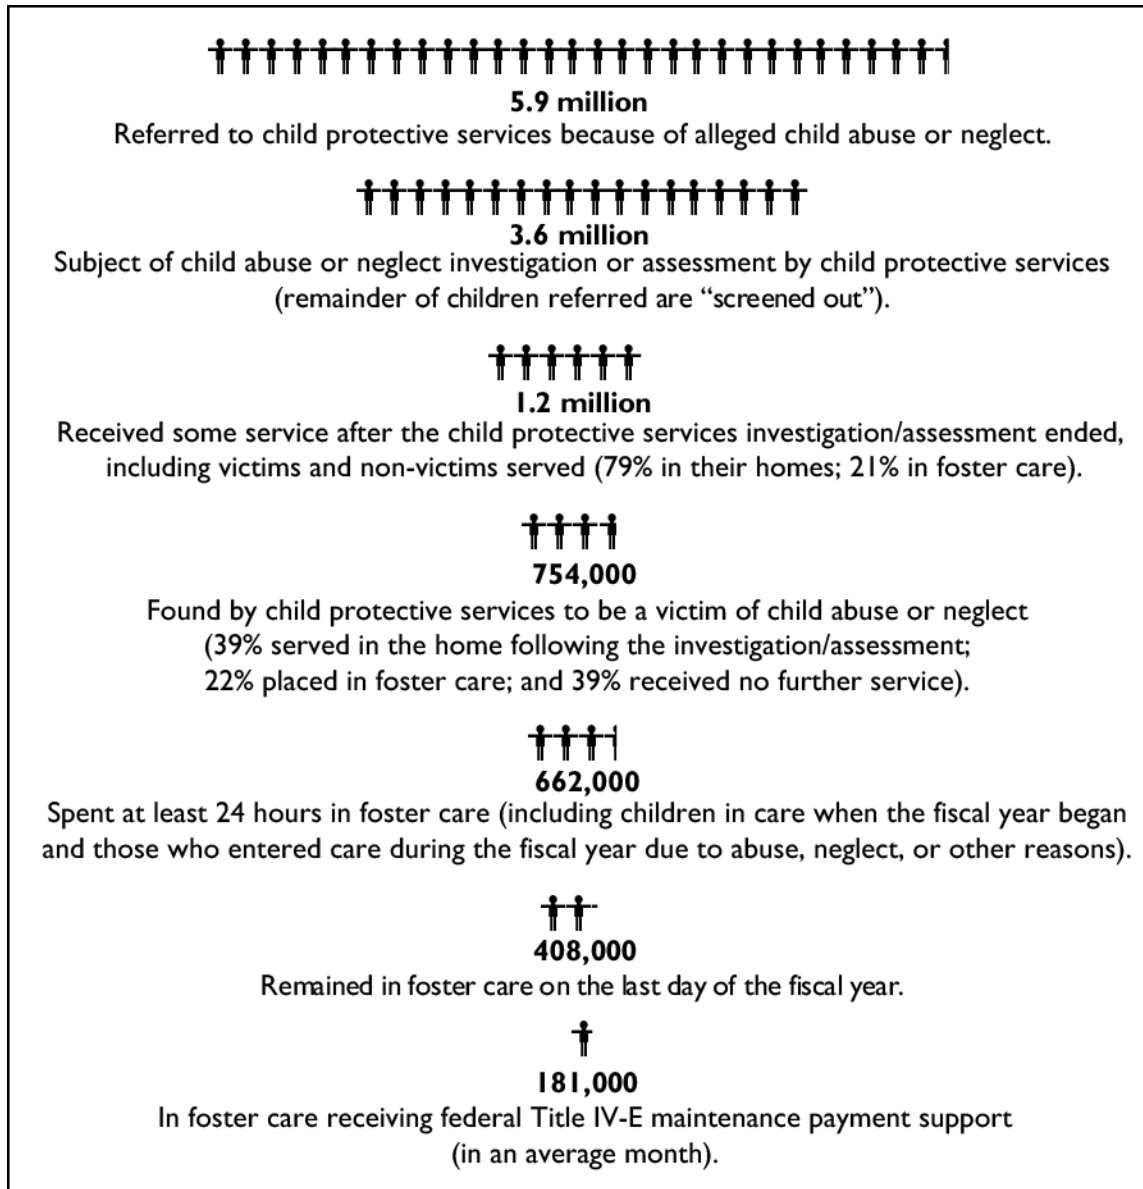 5.9 million
Referred to child protective services because of alleged child abuse or neglect.
3.6 million
Subject of child abuse or neglect investigation or assessment by child protective services
(remainder of children referred are “screened out”).
1.2 million
Received some service after the child protective services investigation/assessment ended,
including victims and non-victims served (79% in their homes; 21% in foster care).
754,000
Found by child protective services to be a victim of child abuse or neglect
(39% served in the home following the investigation/assessment;
22% placed in foster care; and 39% received no further service).
662,000
Spent at least 24 hours in foster care (including children in care when the fiscal year began
and those who entered care during the fiscal year due to abuse, neglect, or other reasons).
408,000
Remained in foster care on the last day of the fiscal year.
181,000
In foster care receiving federal Title IV-E maintenance payment support
(in an average month).